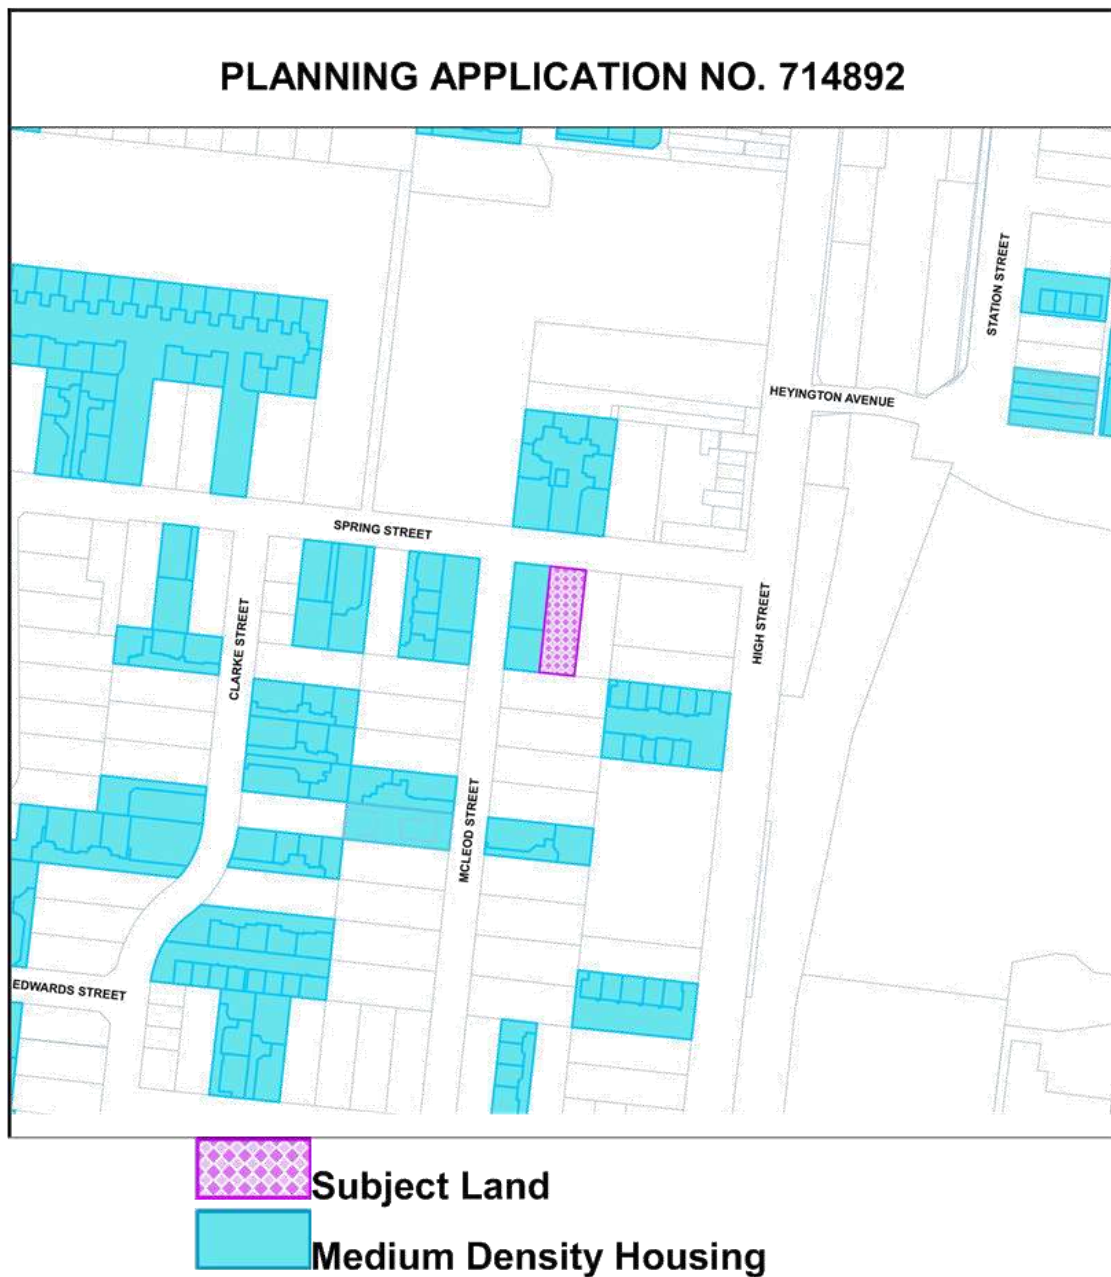 PLANNING APPLICATION NO. 714892
STATION STREET
HEYINGTON AVENUE
SPRING STREET
CLARKE STREET
HIGH STREET
MCLEOD STREET
EDWARDS STREET
Subject Land
Medium Density Housing